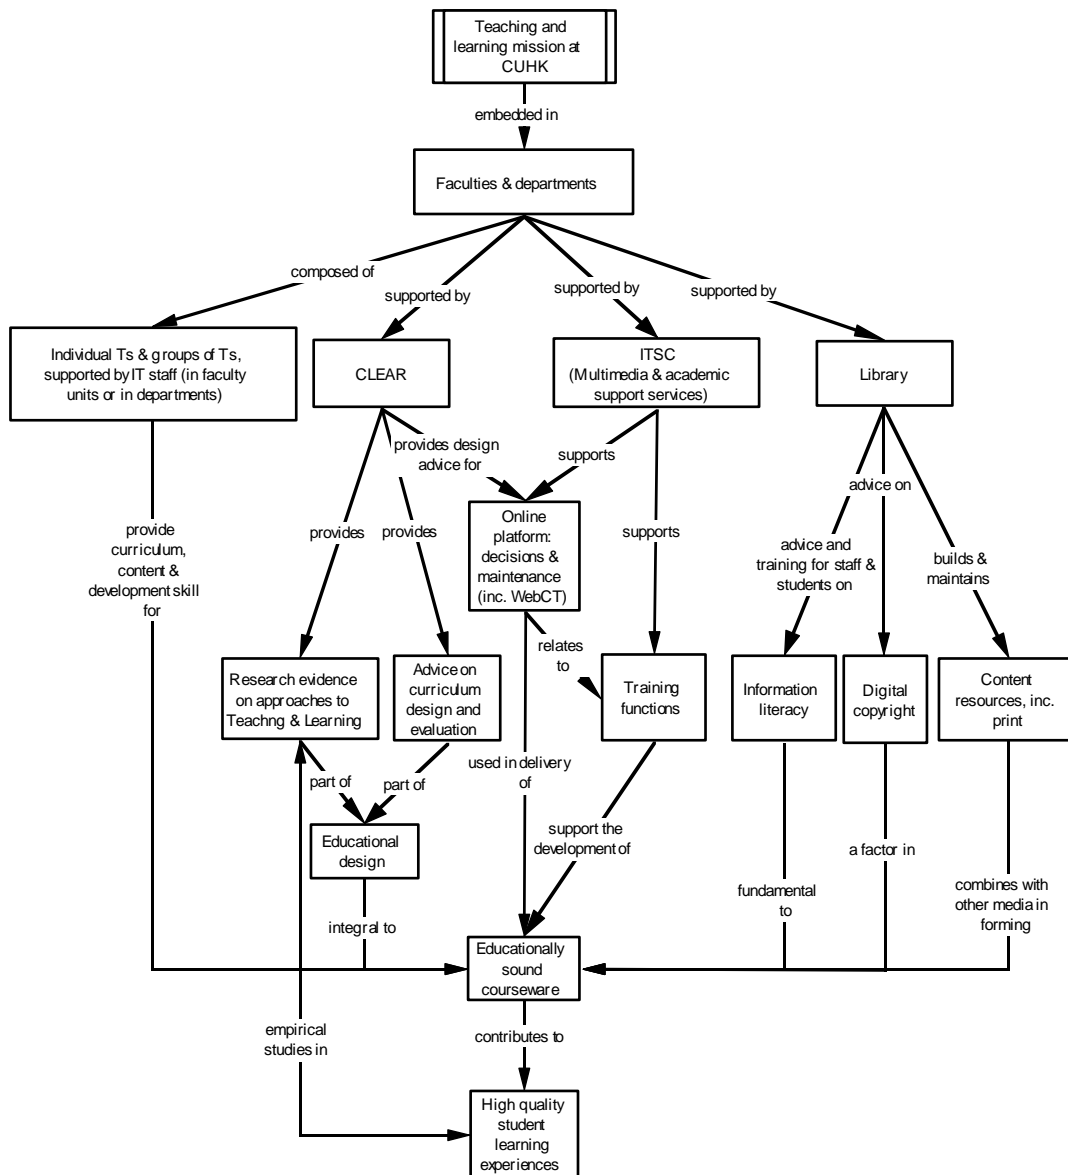 Teaching and
learning mission at
CUHK
embedded in
Faculties & departments
composed of
supported by
supported by
supported by
Individual Ts & groups of Ts,
supported by IT staff (in faculty
units or in departments)
CLEAR
ITSC
(Multimedia & academic
support services)
Library
provides design
advice for
supports
advice on
provide
curriculum,
content &
development skill
for
provides
provides
Online
platform:
decisions &
maintenance
(inc. WebCT)
supports
advice and
training for staff &
students on
builds &
maintains
relates
to
Research evidence
on approaches to
Teachng & Learning
Advice on
curriculum
design and
evaluation
Training
functions
Information
literacy
Digital
copyright
Content
resources, inc.
print
part of
part of
used in delivery
of
Educational
design
support the
development of
a factor in
fundamental
to
combines with
other media in
forming
integral to
Educationally
sound
courseware
empirical
studies in
contributes to
High quality
student
learning
experiences